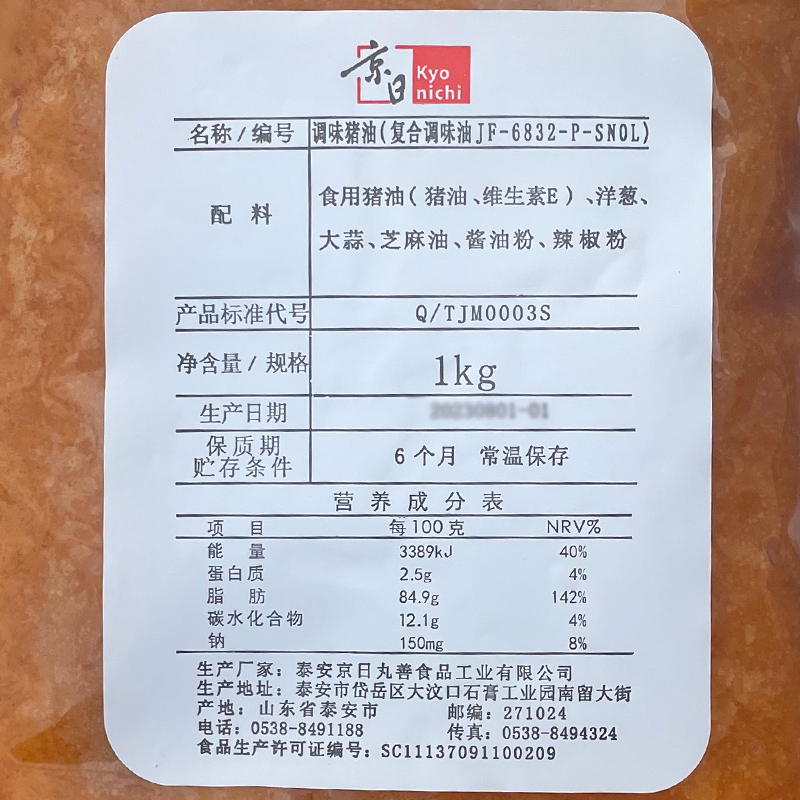 京日 Kyo nichi
名称/编号 调味猪油(复合调味油JF-6832-P-SNOL)
配料 食用猪油(猪油、维生素E)、洋葱、
大蒜、芝麻油、酱油粉、辣椒粉
产品标准代号 Q/TJM0003S
净含量/规格 1kg
生产日期 20230801-01
保质期
贮存条件 6个月 常温保存
营养成分表
项目 每100克 NRV%
能量 3389kJ 40%
蛋白质 2.5g 4%
脂肪 84.9g 142%
碳水化合物 12.1g 4%
钠 150mg 8%
生产厂家：泰安京日丸善食品工业有限公司
生产地址：泰安市岱岳区大汶口石膏工业园南留大街
产地：山东省泰安市 邮编：271024
电话：0538-8491188 传真：0538-8494324
食品生产许可证编号：SC11137091100209